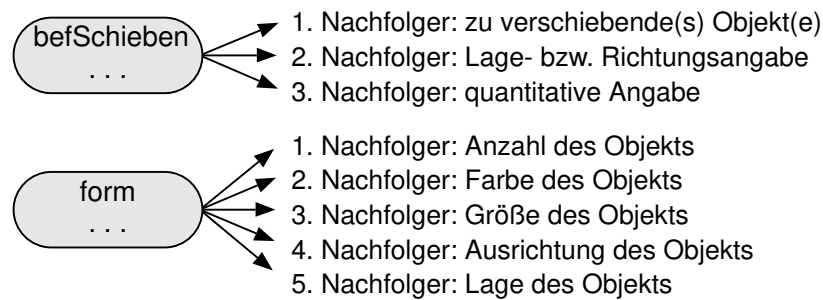 befSchieben
. . .
1. Nachfolger: zu verschiebende(s) Objekt(e)
2. Nachfolger: Lage- bzw. Richtungsangabe
3. Nachfolger: quantitative Angabe
form
. . .
1. Nachfolger: Anzahl des Objekts
2. Nachfolger: Farbe des Objekts
3. Nachfolger: Größe des Objekts
4. Nachfolger: Ausrichtung des Objekts
5. Nachfolger: Lage des Objekts